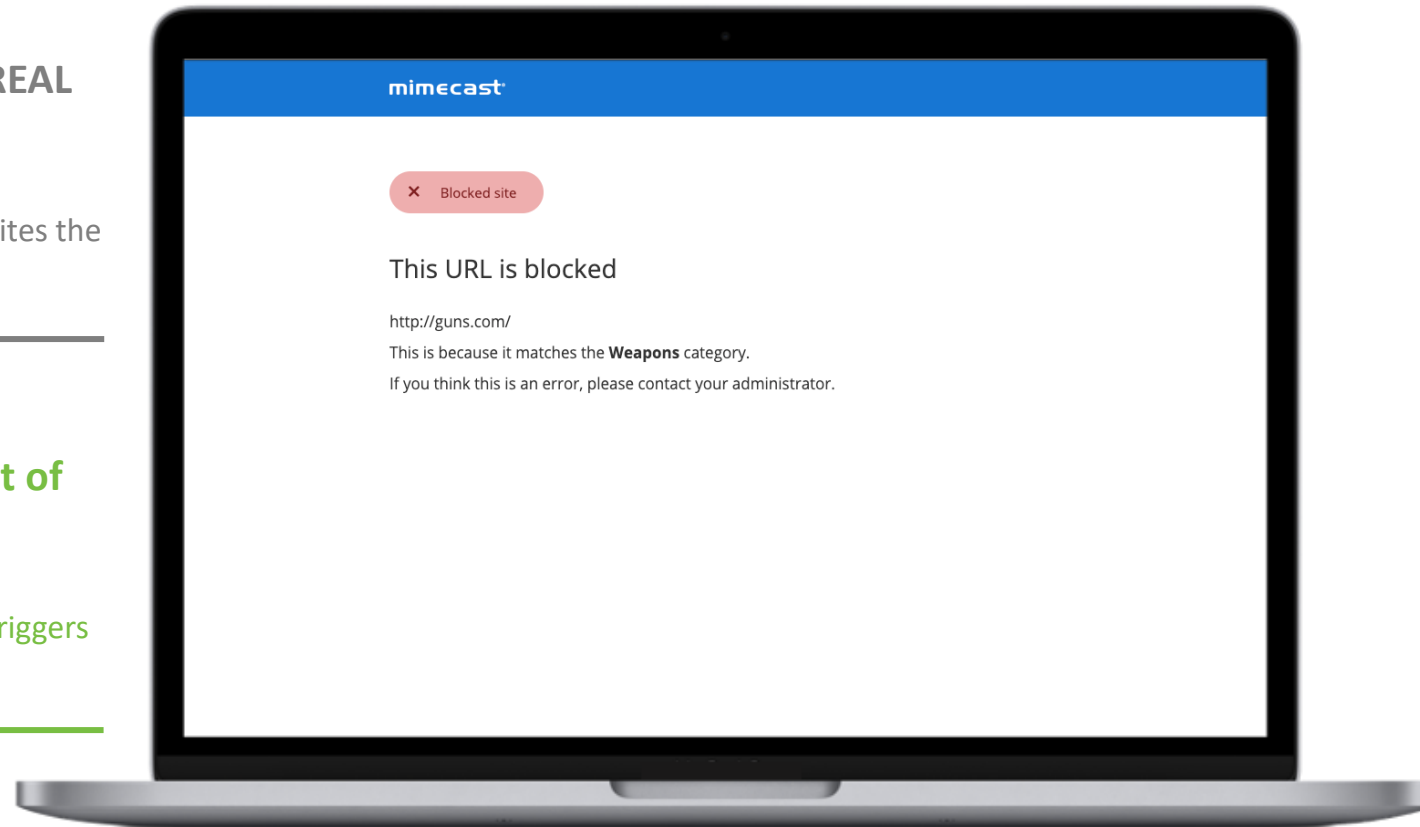 REAL
ites the
t of
riggers
mimecast
Blocked site
This URL is blocked
http://guns.com/
This is because it matches the Weapons category.
If you think this is an error, please contact your administrator.